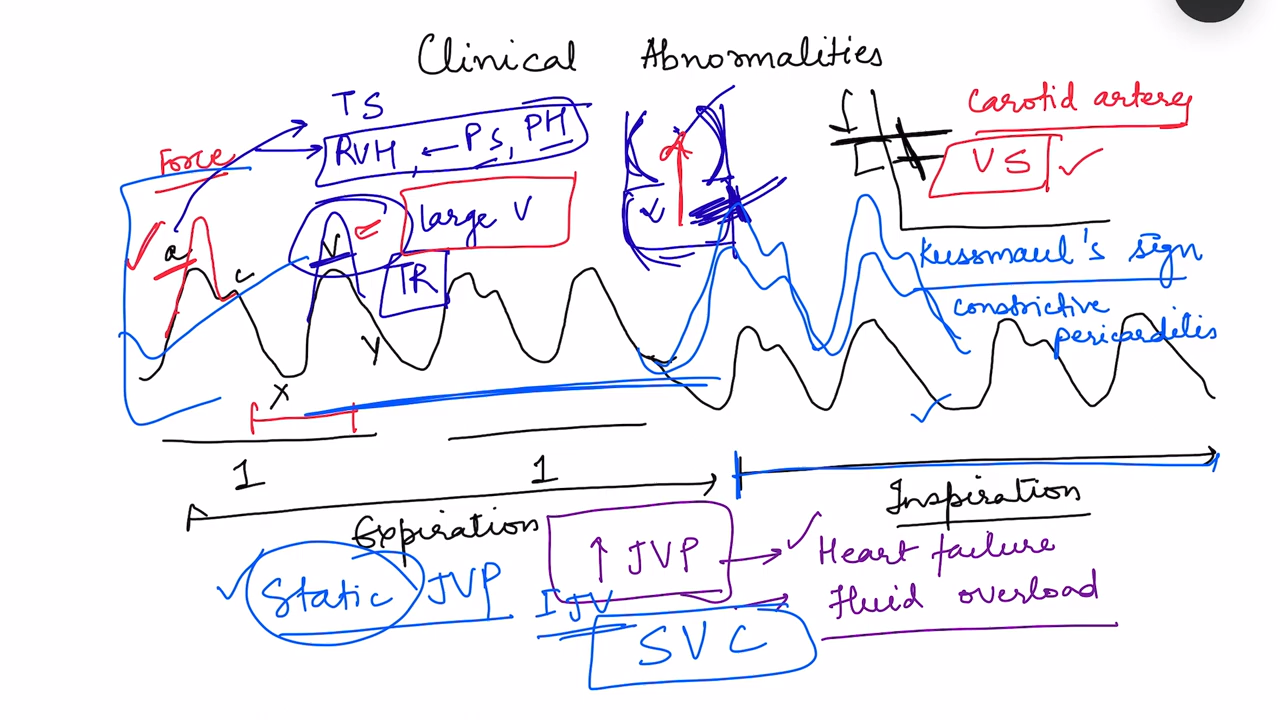 Clinical Abnormalities
TS
RVH ← PS, PH
Force
large V
TR
a
c
V
x
y
Carotid artery
VS
Kussmaul's sign
constrictive
pericarditis
1
1
Expiration
Inspiration
↑ JVP
Heart failure
Fluid overload
Static JVP
IJV
SVC